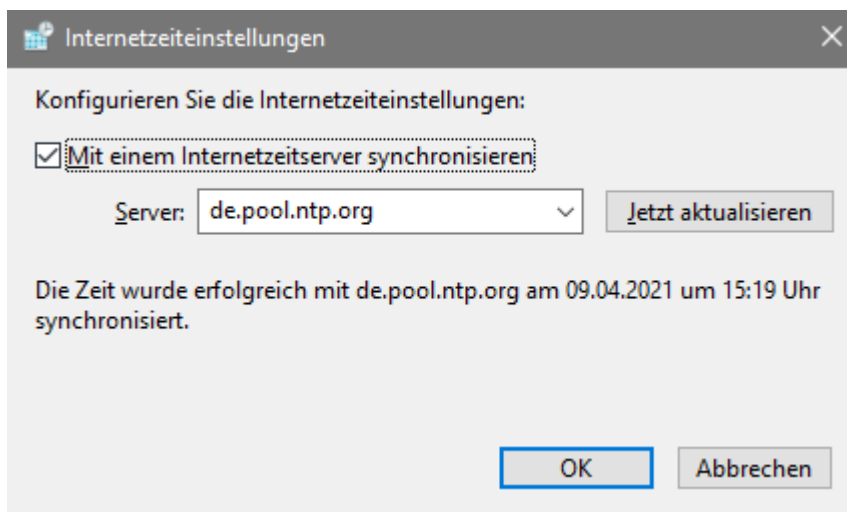 Internetzeiteinstellungen
Konfigurieren Sie die Internetzeiteinstellungen:
Mit einem Internetzeitserver synchronisieren
Server: de.pool.ntp.org Jetzt aktualisieren
Die Zeit wurde erfolgreich mit de.pool.ntp.org am 09.04.2021 um 15:19 Uhr
synchronisiert.
OK Abbrechen